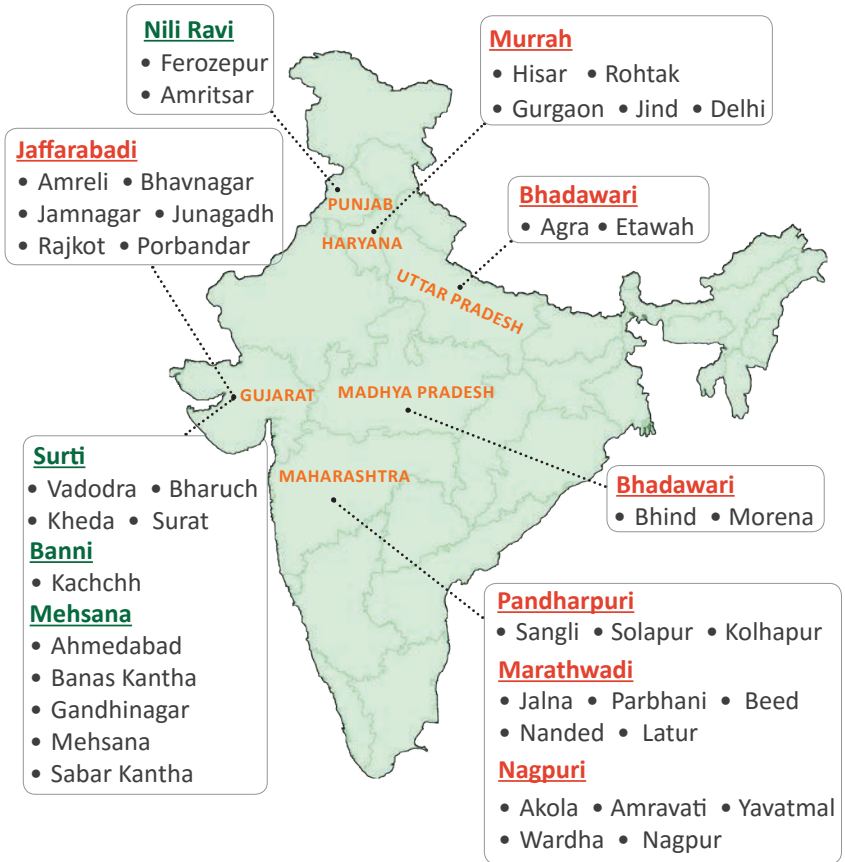 Nili Ravi
• Ferozepur
• Amritsar
Murrah
• Hisar • Rohtak
• Gurgaon • Jind • Delhi
Jaffarabadi
• Amreli • Bhavnagar
• Jamnagar • Junagadh
• Rajkot • Porbandar
Bhadawari
• Agra • Etawah
PUNJAB
HARYANA
UTTAR PRADESH
GUJARAT
MADHYA PRADESH
MAHARASHTRA
Surti
• Vadodra • Bharuch
• Kheda • Surat
Banni
• Kachchh
Mehsana
• Ahmedabad
• Banas Kantha
• Gandhinagar
• Mehsana
• Sabar Kantha
Bhadawari
• Bhind • Morena
Pandharpuri
• Sangli • Solapur • Kolhapur
Marathwadi
• Jalna • Parbhani • Beed
• Nanded • Latur
Nagpuri
• Akola • Amravati • Yavatmal
• Wardha • Nagpur